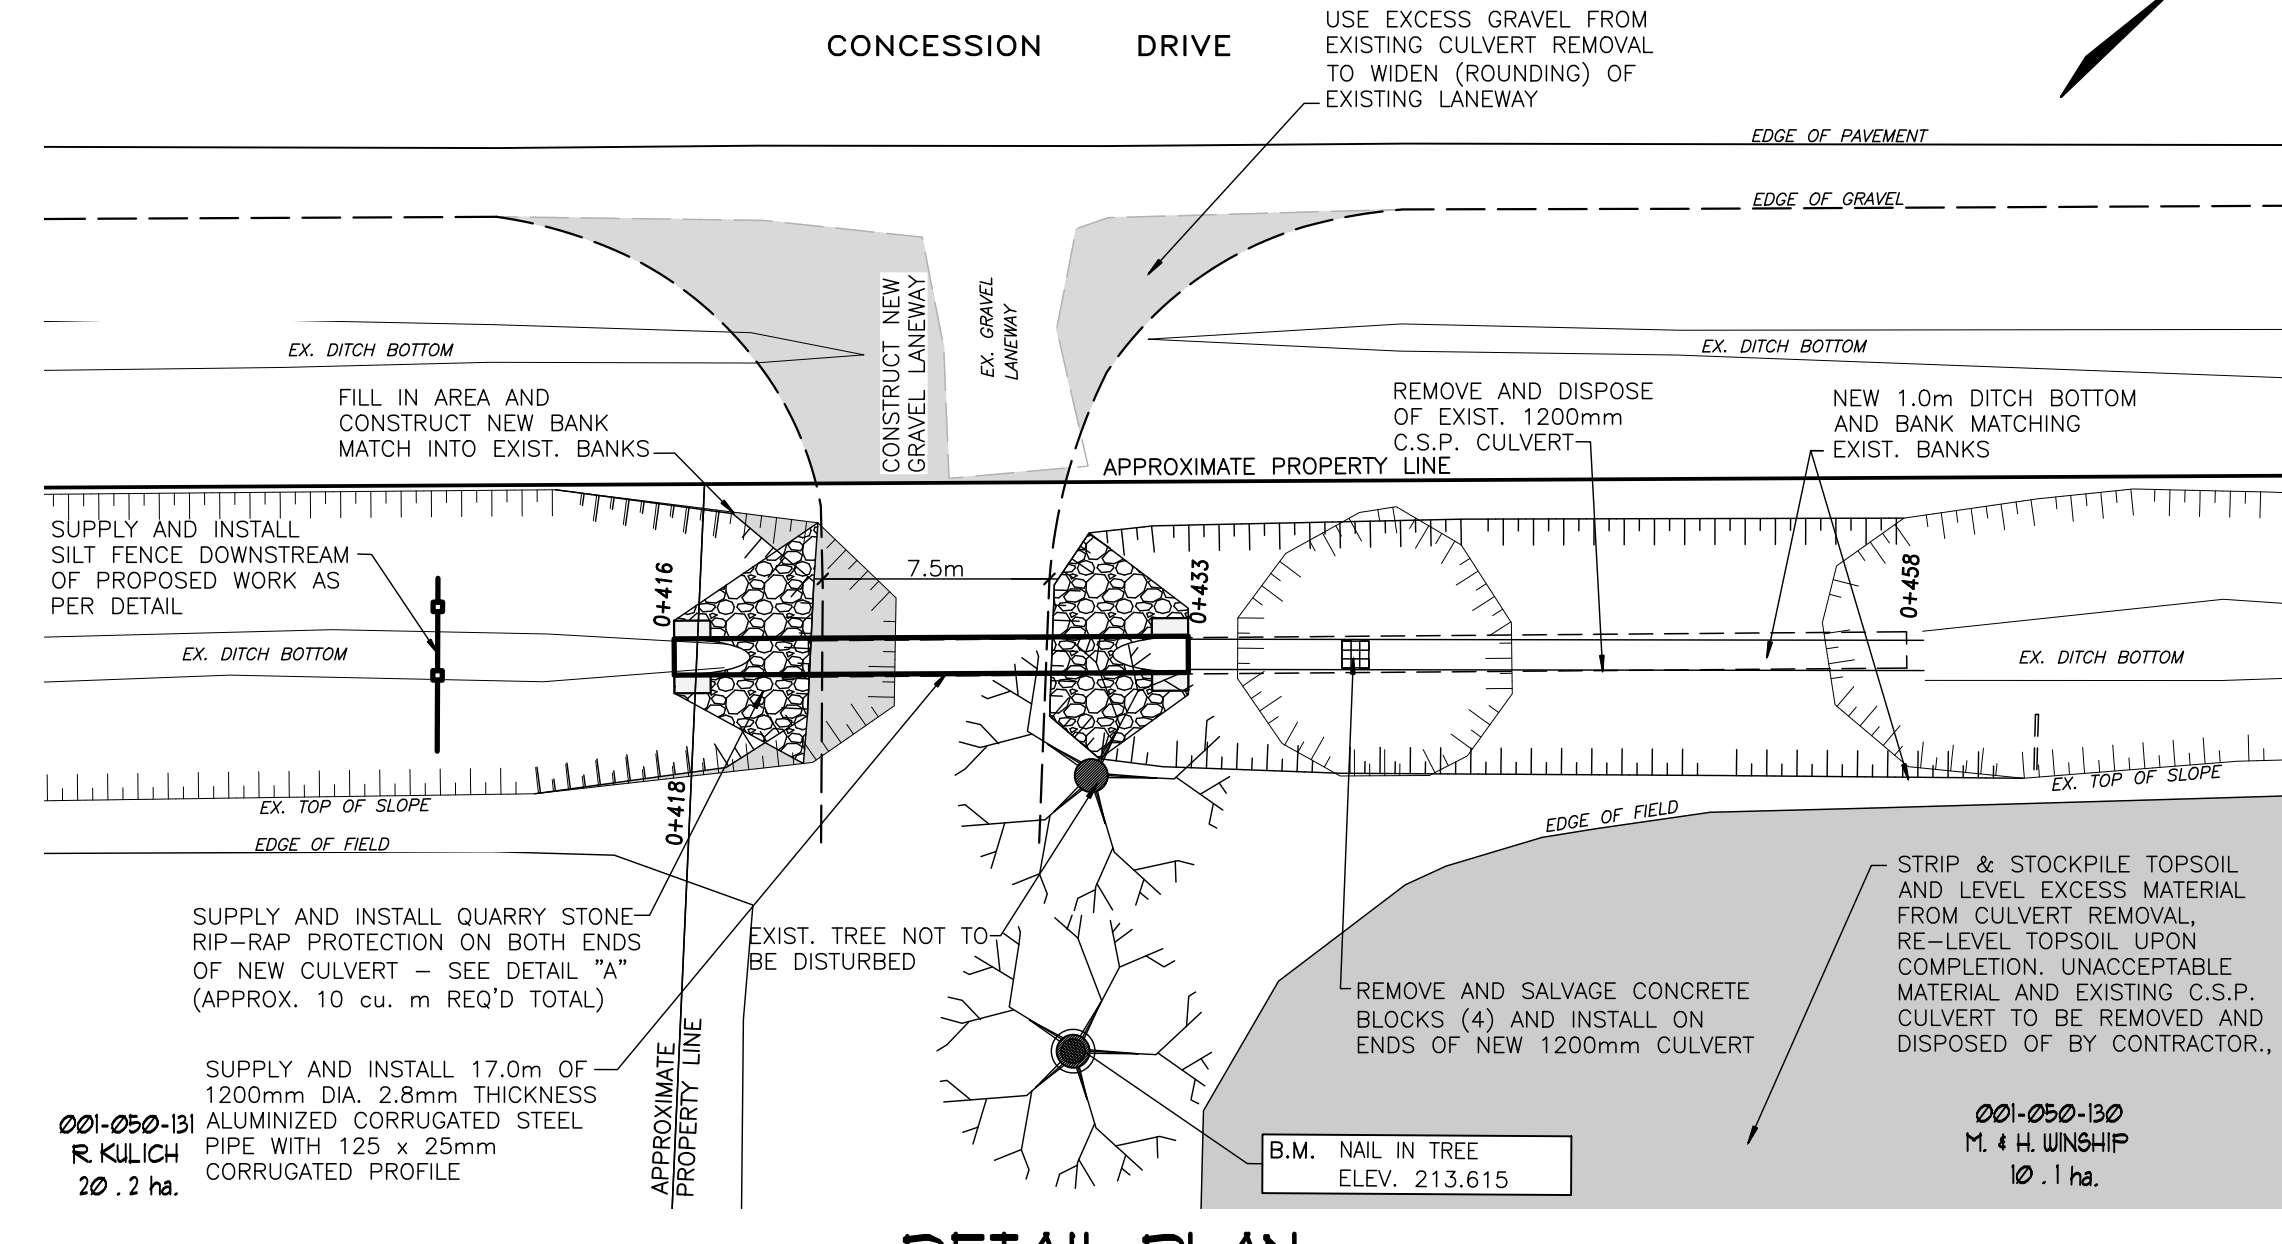 CONCESSION DRIVE
USE EXCESS GRAVEL FROM
EXISTING CULVERT REMOVAL
TO WIDEN (ROUNDING) OF
EXISTING LANEWAY
EDGE OF PAVEMENT
EDGE OF GRAVEL
CONSTRUCT NEW
GRAVEL LANEWAY
EX. GRAVEL
LANEWAY
EX. DITCH BOTTOM
EX. DITCH BOTTOM
FILL IN AREA AND
CONSTRUCT NEW BANK
MATCH INTO EXIST. BANKS
REMOVE AND DISPOSE
OF EXIST. 1200mm
C.S.P. CULVERT
NEW 1.0m DITCH BOTTOM
AND BANK MATCHING
EXIST. BANKS
APPROXIMATE PROPERTY LINE
SUPPLY AND INSTALL
SILT FENCE DOWNSTREAM
OF PROPOSED WORK AS
PER DETAIL
0+416
7.5m
0+433
0+458
EX. DITCH BOTTOM
EX. DITCH BOTTOM
0+418
EX. TOP OF SLOPE
EX. TOP OF SLOPE
EDGE OF FIELD
EDGE OF FIELD
SUPPLY AND INSTALL QUARRY STONE
RIP-RAP PROTECTION ON BOTH ENDS
OF NEW CULVERT - SEE DETAIL "A"
(APPROX. 10 cu. m REQ'D TOTAL)
EXIST. TREE NOT TO
BE DISTURBED
STRIP & STOCKPILE TOPSOIL
AND LEVEL EXCESS MATERIAL
FROM CULVERT REMOVAL,
RE-LEVEL TOPSOIL UPON
COMPLETION. UNACCEPTABLE
MATERIAL AND EXISTING C.S.P.
CULVERT TO BE REMOVED AND
DISPOSED OF BY CONTRACTOR.,
REMOVE AND SALVAGE CONCRETE
BLOCKS (4) AND INSTALL ON
ENDS OF NEW 1200mm CULVERT
SUPPLY AND INSTALL 17.0m OF
1200mm DIA. 2.8mm THICKNESS
ALUMINIZED CORRUGATED STEEL
PIPE WITH 125 x 25mm
CORRUGATED PROFILE
APPROXIMATE
PROPERTY LINE
001-050-131
R. KULICH
20.2 ha.
B.M. NAIL IN TREE
ELEV. 213.615
001-050-130
M. & H. WINSHIP
10.1 ha.
DETAIL PLAN